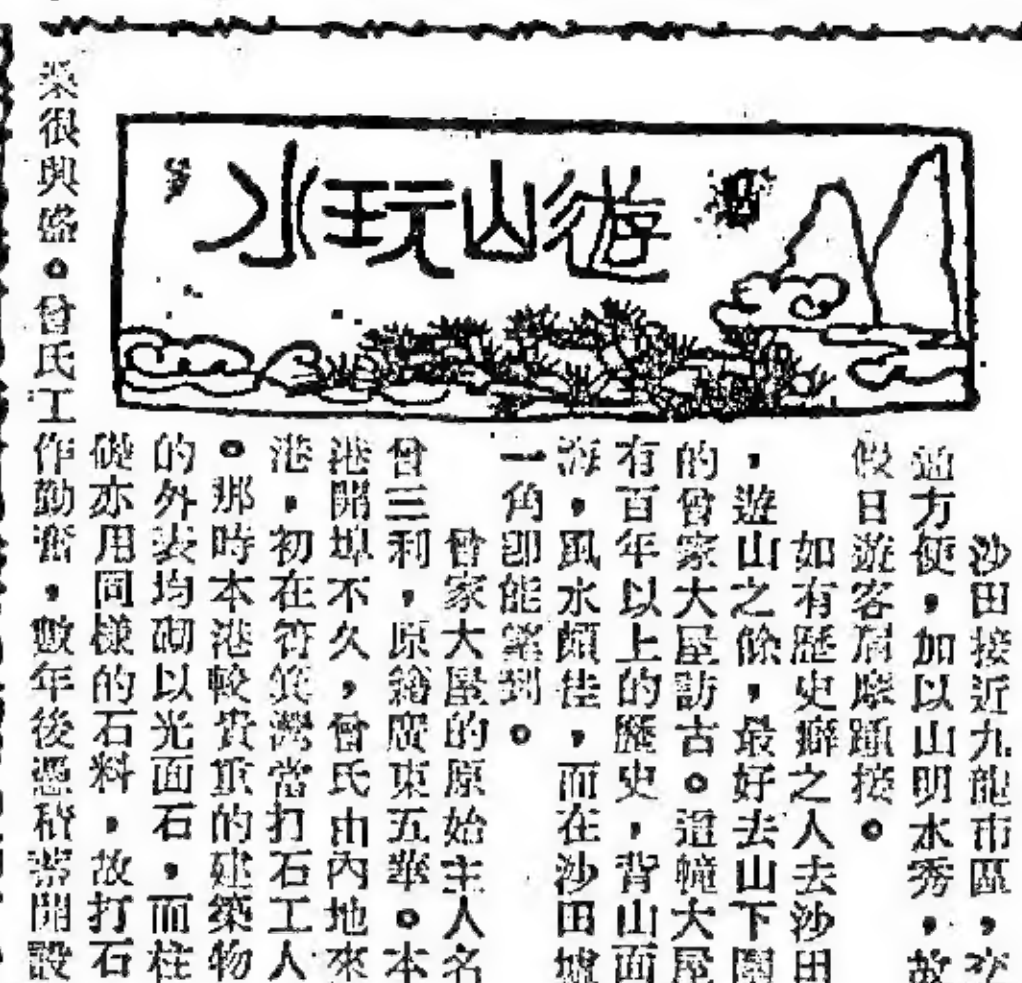 遊山玩水
沙田接近九龍市區，交
通方便，加以山明水秀，故
假日遊客肩摩踵接。
如有歷史癖之人去沙田
，遊山之餘，最好去山下圍
的曾家大屋訪古。這幢大屋
有百年以上的歷史，背山面
海，風水頗佳，而在沙田墟
一角即能望到。
曾家大屋的原始主人名
曾三利，原籍廣東五華。本
港開埠不久，曾氏由內地來
港，初在筲箕灣當打石工人
。那時本港較貴重的建築物
的外表均砌以光面石，而柱
礎亦用同樣的石料，故打石
業很興盛。曾氏工作勤奮，數年後憑積蓄開設